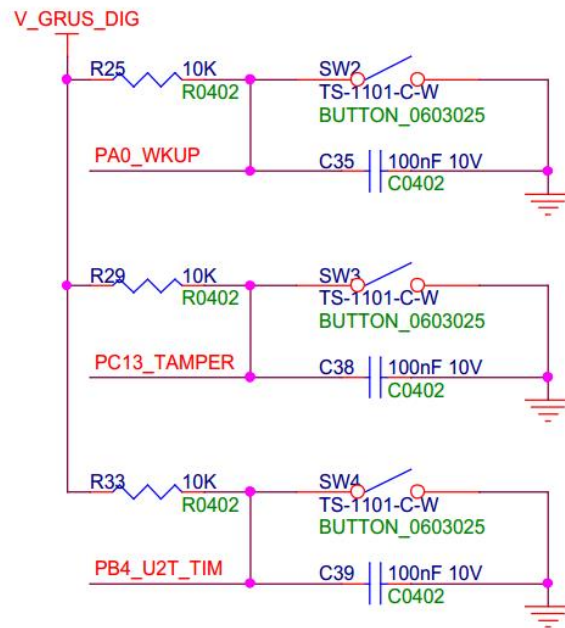 V_GRUS_DIG
R25 10K SW2
R0402 TS-1101-C-W
BUTTON_0603025
PA0_WKUP C35 100nF 10V
C0402
R29 10K SW3
R0402 TS-1101-C-W
BUTTON_0603025
PC13_TAMPER C38 100nF 10V
C0402
R33 10K SW4
R0402 TS-1101-C-W
BUTTON_0603025
PB4_U2T_TIM C39 100nF 10V
C0402